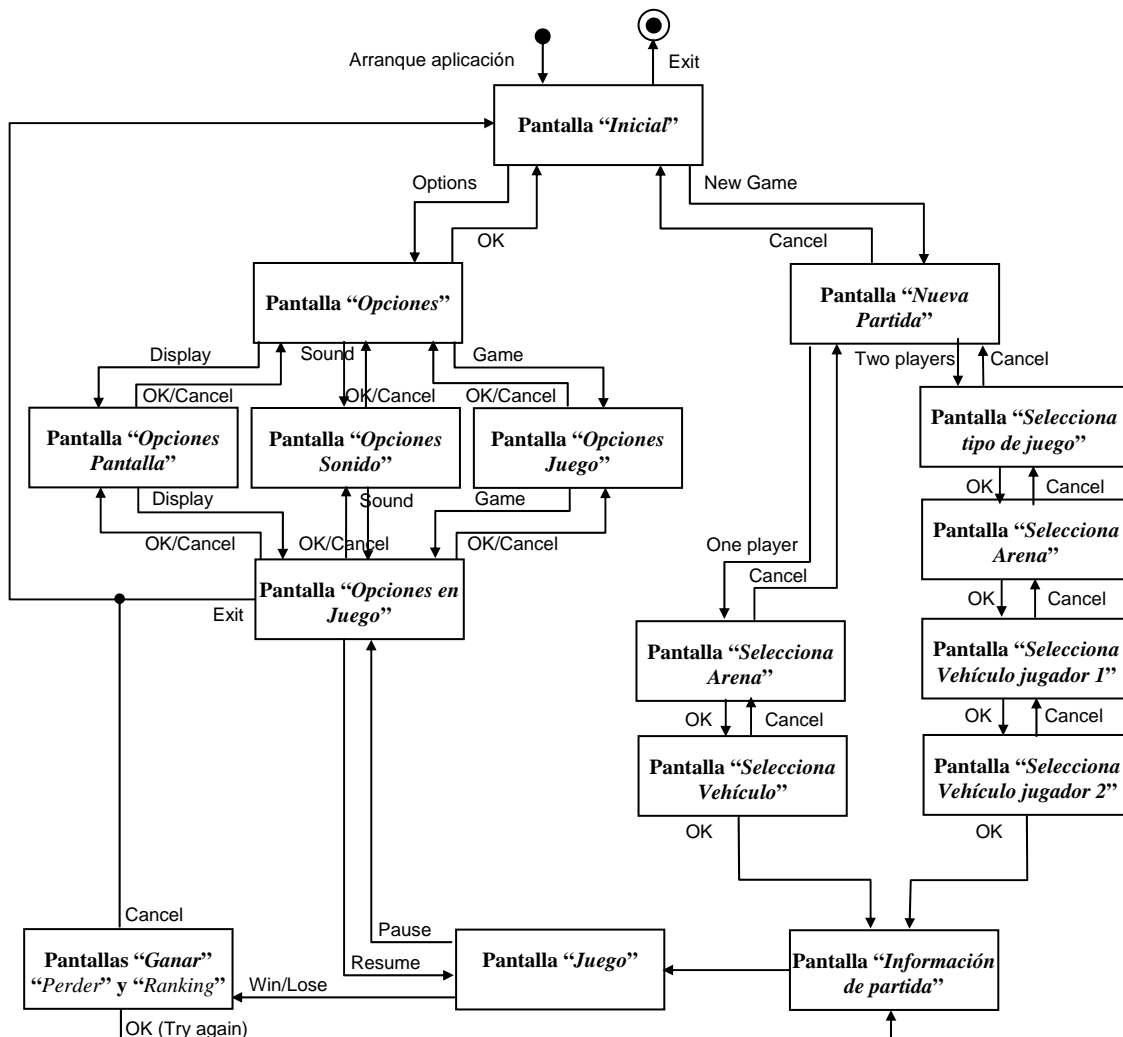 Arranque aplicación
Exit
Pantalla “Inicial”
Options
New Game
OK
Cancel
Pantalla “Opciones”
Pantalla “Nueva
Partida”
Display
Sound
Game
Two players
Cancel
OK/Cancel
OK/Cancel
OK/Cancel
Pantalla “Opciones
Pantalla”
Pantalla “Opciones
Sonido”
Pantalla “Opciones
Juego”
Pantalla “Selecciona
tipo de juego”
OK
Cancel
Display
Sound
Game
OK/Cancel
OK/Cancel
OK/Cancel
Pantalla “Selecciona
Arena”
One player
Cancel
OK
Cancel
Pantalla “Opciones en
Juego”
Exit
Pantalla “Selecciona
Arena”
Pantalla “Selecciona
Vehículo jugador 1”
OK
Cancel
OK
Cancel
Pantalla “Selecciona
Vehículo”
Pantalla “Selecciona
Vehículo jugador 2”
OK
OK
Cancel
Pause
Resume
Pantallas “Ganar”
“Perder” y “Ranking”
Win/Lose
Pantalla “Juego”
Pantalla “Información
de partida”
OK (Try again)